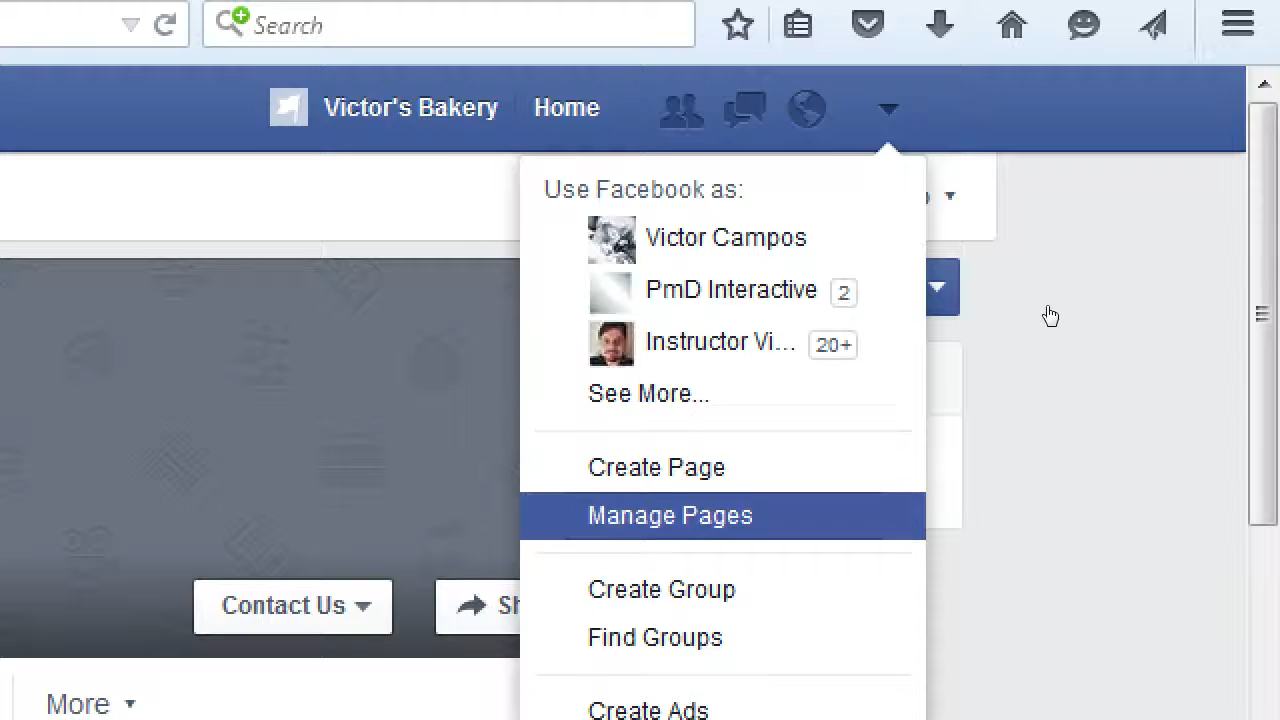 Search
Victor's Bakery
Home
Use Facebook as:
Victor Campos
PmD Interactive 2
Instructor Vi... 20+
See More...
Create Page
Manage Pages
Create Group
Find Groups
Create Ads
Contact Us
More